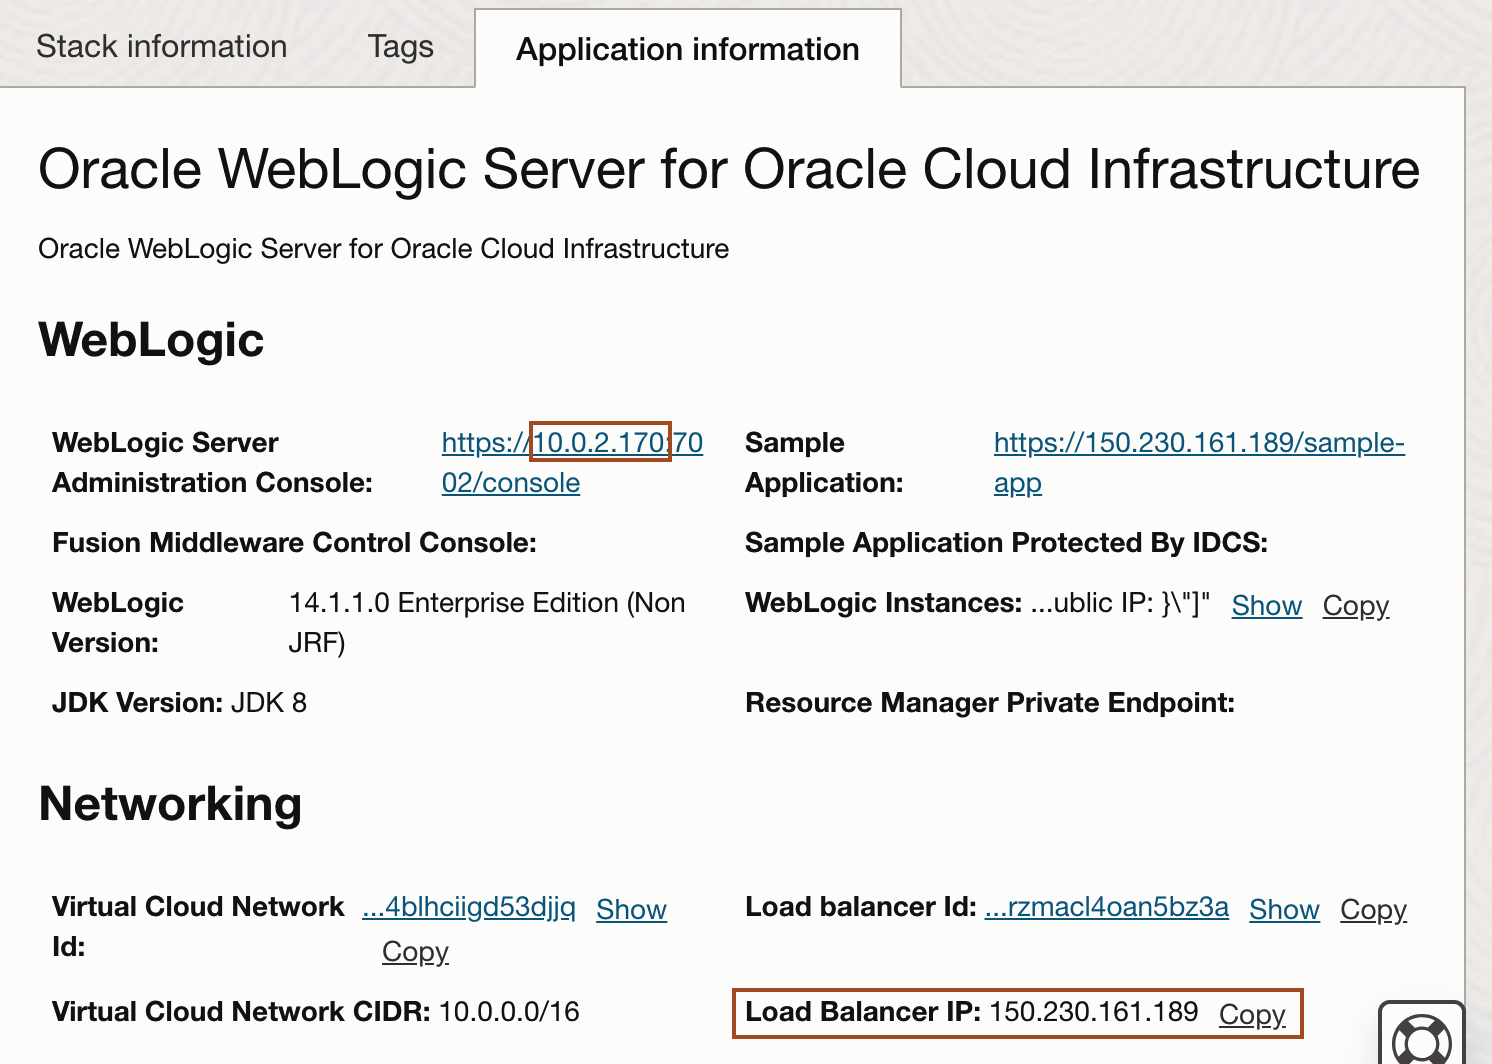 Stack information Tags Application information
Oracle WebLogic Server for Oracle Cloud Infrastructure
Oracle WebLogic Server for Oracle Cloud Infrastructure
WebLogic
WebLogic Server Administration Console: https://10.0.2.170:7002/console
Sample Application: https://150.230.161.189/sample-app
Fusion Middleware Control Console:
Sample Application Protected By IDCS:
WebLogic Version: 14.1.1.0 Enterprise Edition (Non JRF)
WebLogic Instances: ...ublic IP: }\"]" Show Copy
JDK Version: JDK 8
Resource Manager Private Endpoint:
Networking
Virtual Cloud Network Id: ...4blhciigd53djjq Show Copy
Load balancer Id: ...rzmacl4oan5bz3a Show Copy
Virtual Cloud Network CIDR: 10.0.0.0/16
Load Balancer IP: 150.230.161.189 Copy